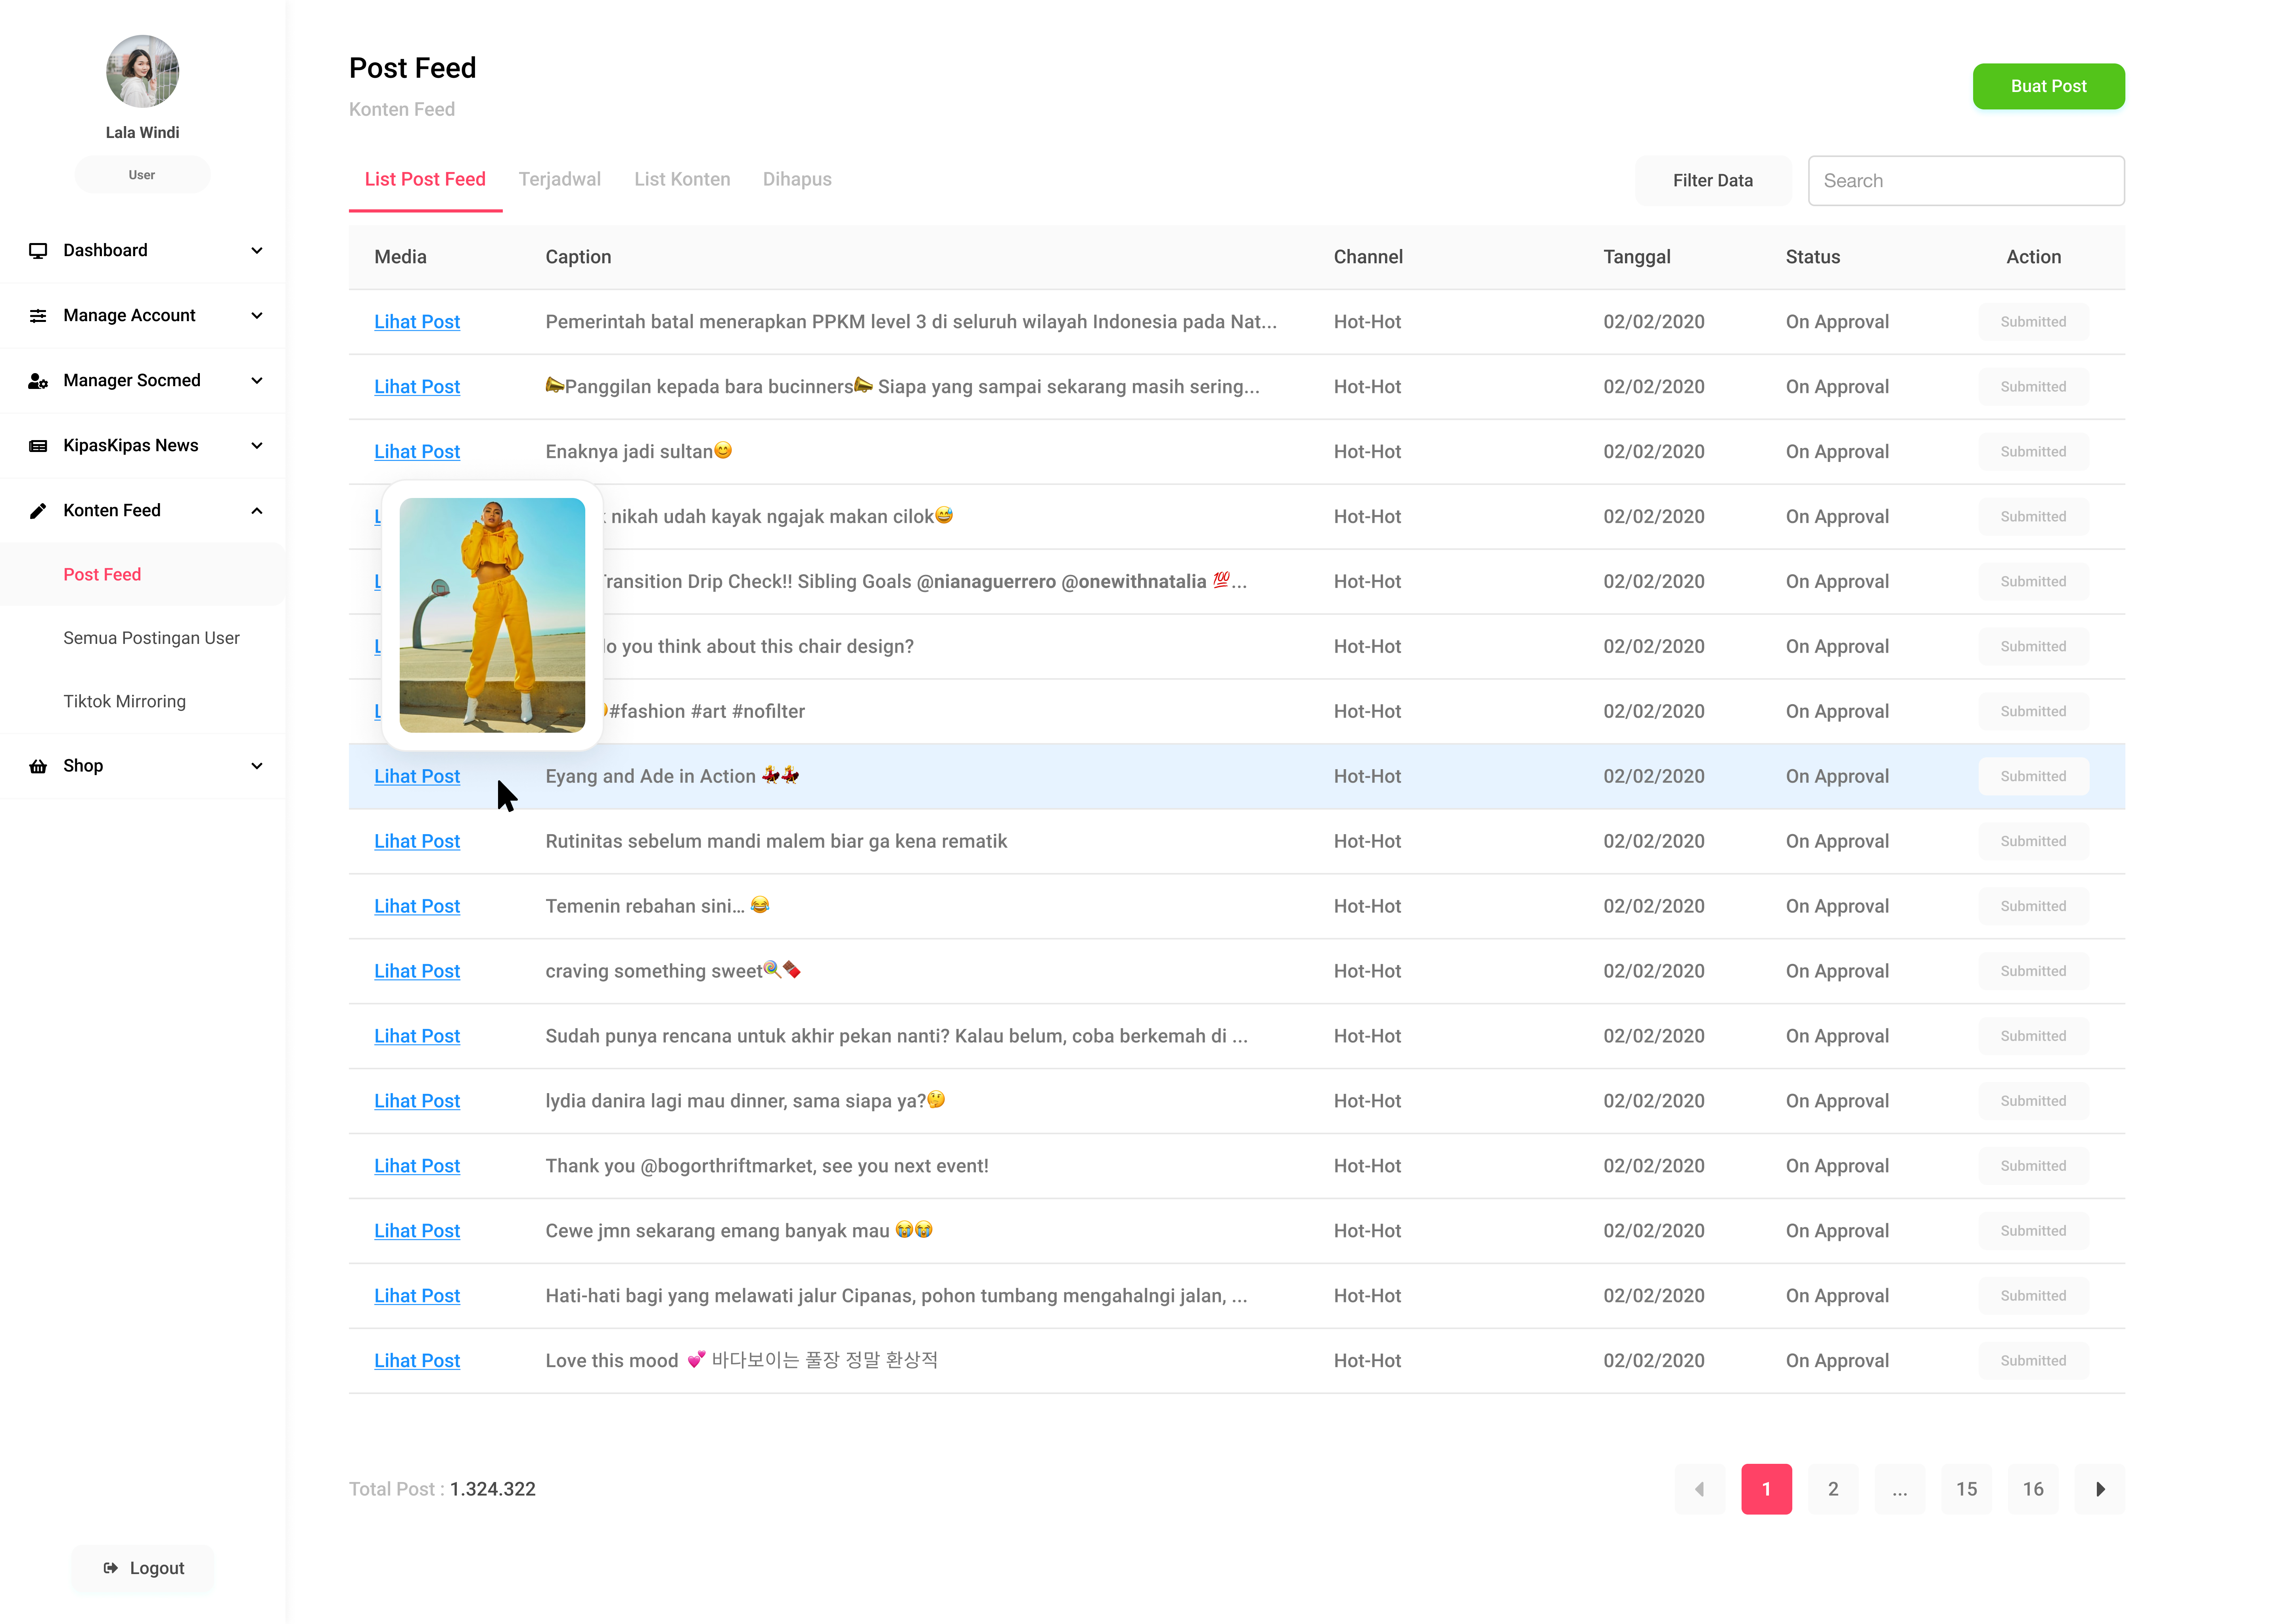 Lala Windi
User
Dashboard
Manage Account
Manager Socmed
KipasKipas News
Konten Feed
Post Feed
Semua Postingan User
Tiktok Mirroring
Shop
Logout
Post Feed
Konten Feed
Buat Post
List Post Feed Terjadwal List Konten Dihapus
Filter Data Search
Media Caption Channel Tanggal Status Action
Lihat Post Pemerintah batal menerapkan PPKM level 3 di seluruh wilayah Indonesia pada Nat... Hot-Hot 02/02/2020 On Approval Submitted
Lihat Post 📣Panggilan kepada bara bucinners📣 Siapa yang sampai sekarang masih sering... Hot-Hot 02/02/2020 On Approval Submitted
Lihat Post Enaknya jadi sultan😊 Hot-Hot 02/02/2020 On Approval Submitted
nikah udah kayak ngajak makan cilok😅 Hot-Hot 02/02/2020 On Approval Submitted
Transition Drip Check!! Sibling Goals @nianaguerrero @onewithnatalia 💯... Hot-Hot 02/02/2020 On Approval Submitted
you think about this chair design? Hot-Hot 02/02/2020 On Approval Submitted
#fashion #art #nofilter Hot-Hot 02/02/2020 On Approval Submitted
Lihat Post Eyang and Ade in Action 💃💃 Hot-Hot 02/02/2020 On Approval Submitted
Lihat Post Rutinitas sebelum mandi malem biar ga kena rematik Hot-Hot 02/02/2020 On Approval Submitted
Lihat Post Temenin rebahan sini... 😂 Hot-Hot 02/02/2020 On Approval Submitted
Lihat Post craving something sweet🍭🍫 Hot-Hot 02/02/2020 On Approval Submitted
Lihat Post Sudah punya rencana untuk akhir pekan nanti? Kalau belum, coba berkemah di ... Hot-Hot 02/02/2020 On Approval Submitted
Lihat Post lydia danira lagi mau dinner, sama siapa ya?🤔 Hot-Hot 02/02/2020 On Approval Submitted
Lihat Post Thank you @bogorthriftmarket, see you next event! Hot-Hot 02/02/2020 On Approval Submitted
Lihat Post Cewe jmn sekarang emang banyak mau 😭😭 Hot-Hot 02/02/2020 On Approval Submitted
Lihat Post Hati-hati bagi yang melawati jalur Cipanas, pohon tumbang mengahalngi jalan, ... Hot-Hot 02/02/2020 On Approval Submitted
Lihat Post Love this mood 💕 바다보이는 풀장 정말 환상적 Hot-Hot 02/02/2020 On Approval Submitted
Total Post : 1.324.322
1 2 ... 15 16